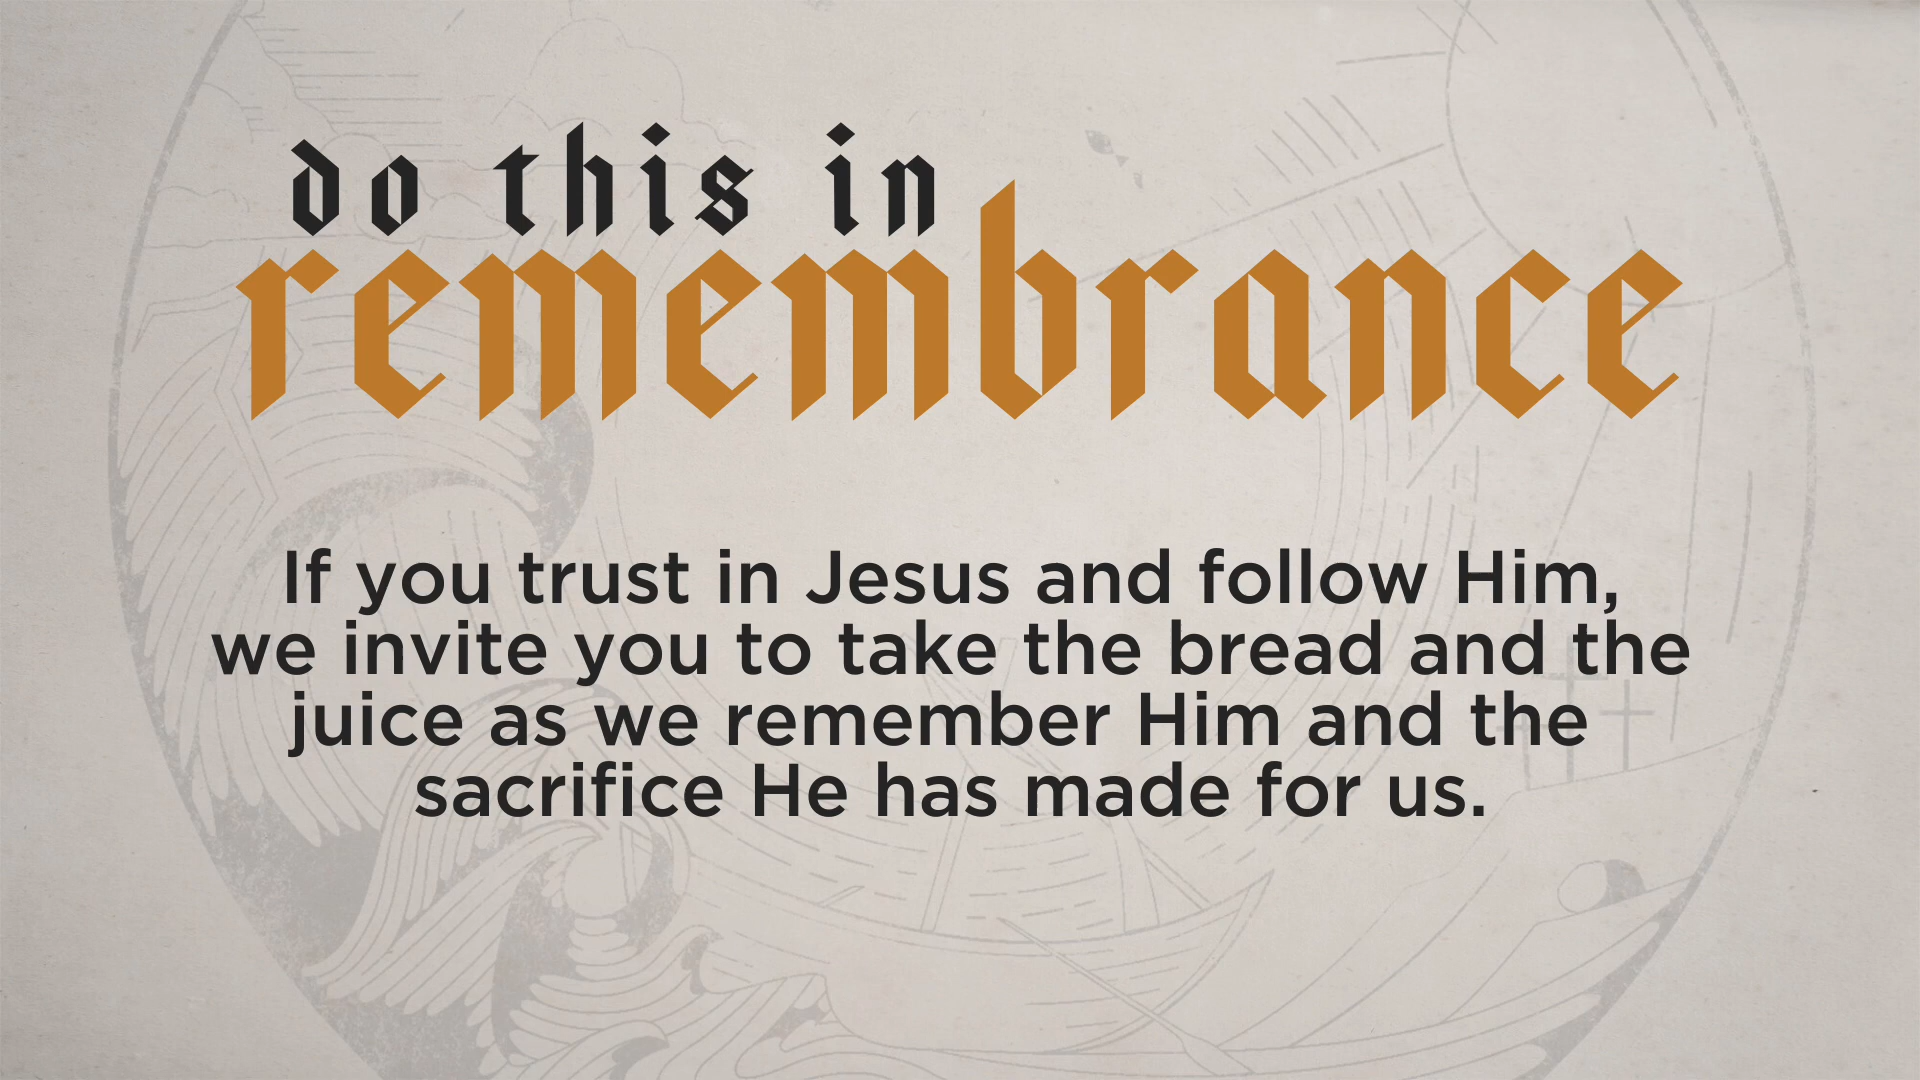 do this in
remembrance
If you trust in Jesus and follow Him,
we invite you to take the bread and the
juice as we remember Him and the
sacrifice He has made for us.